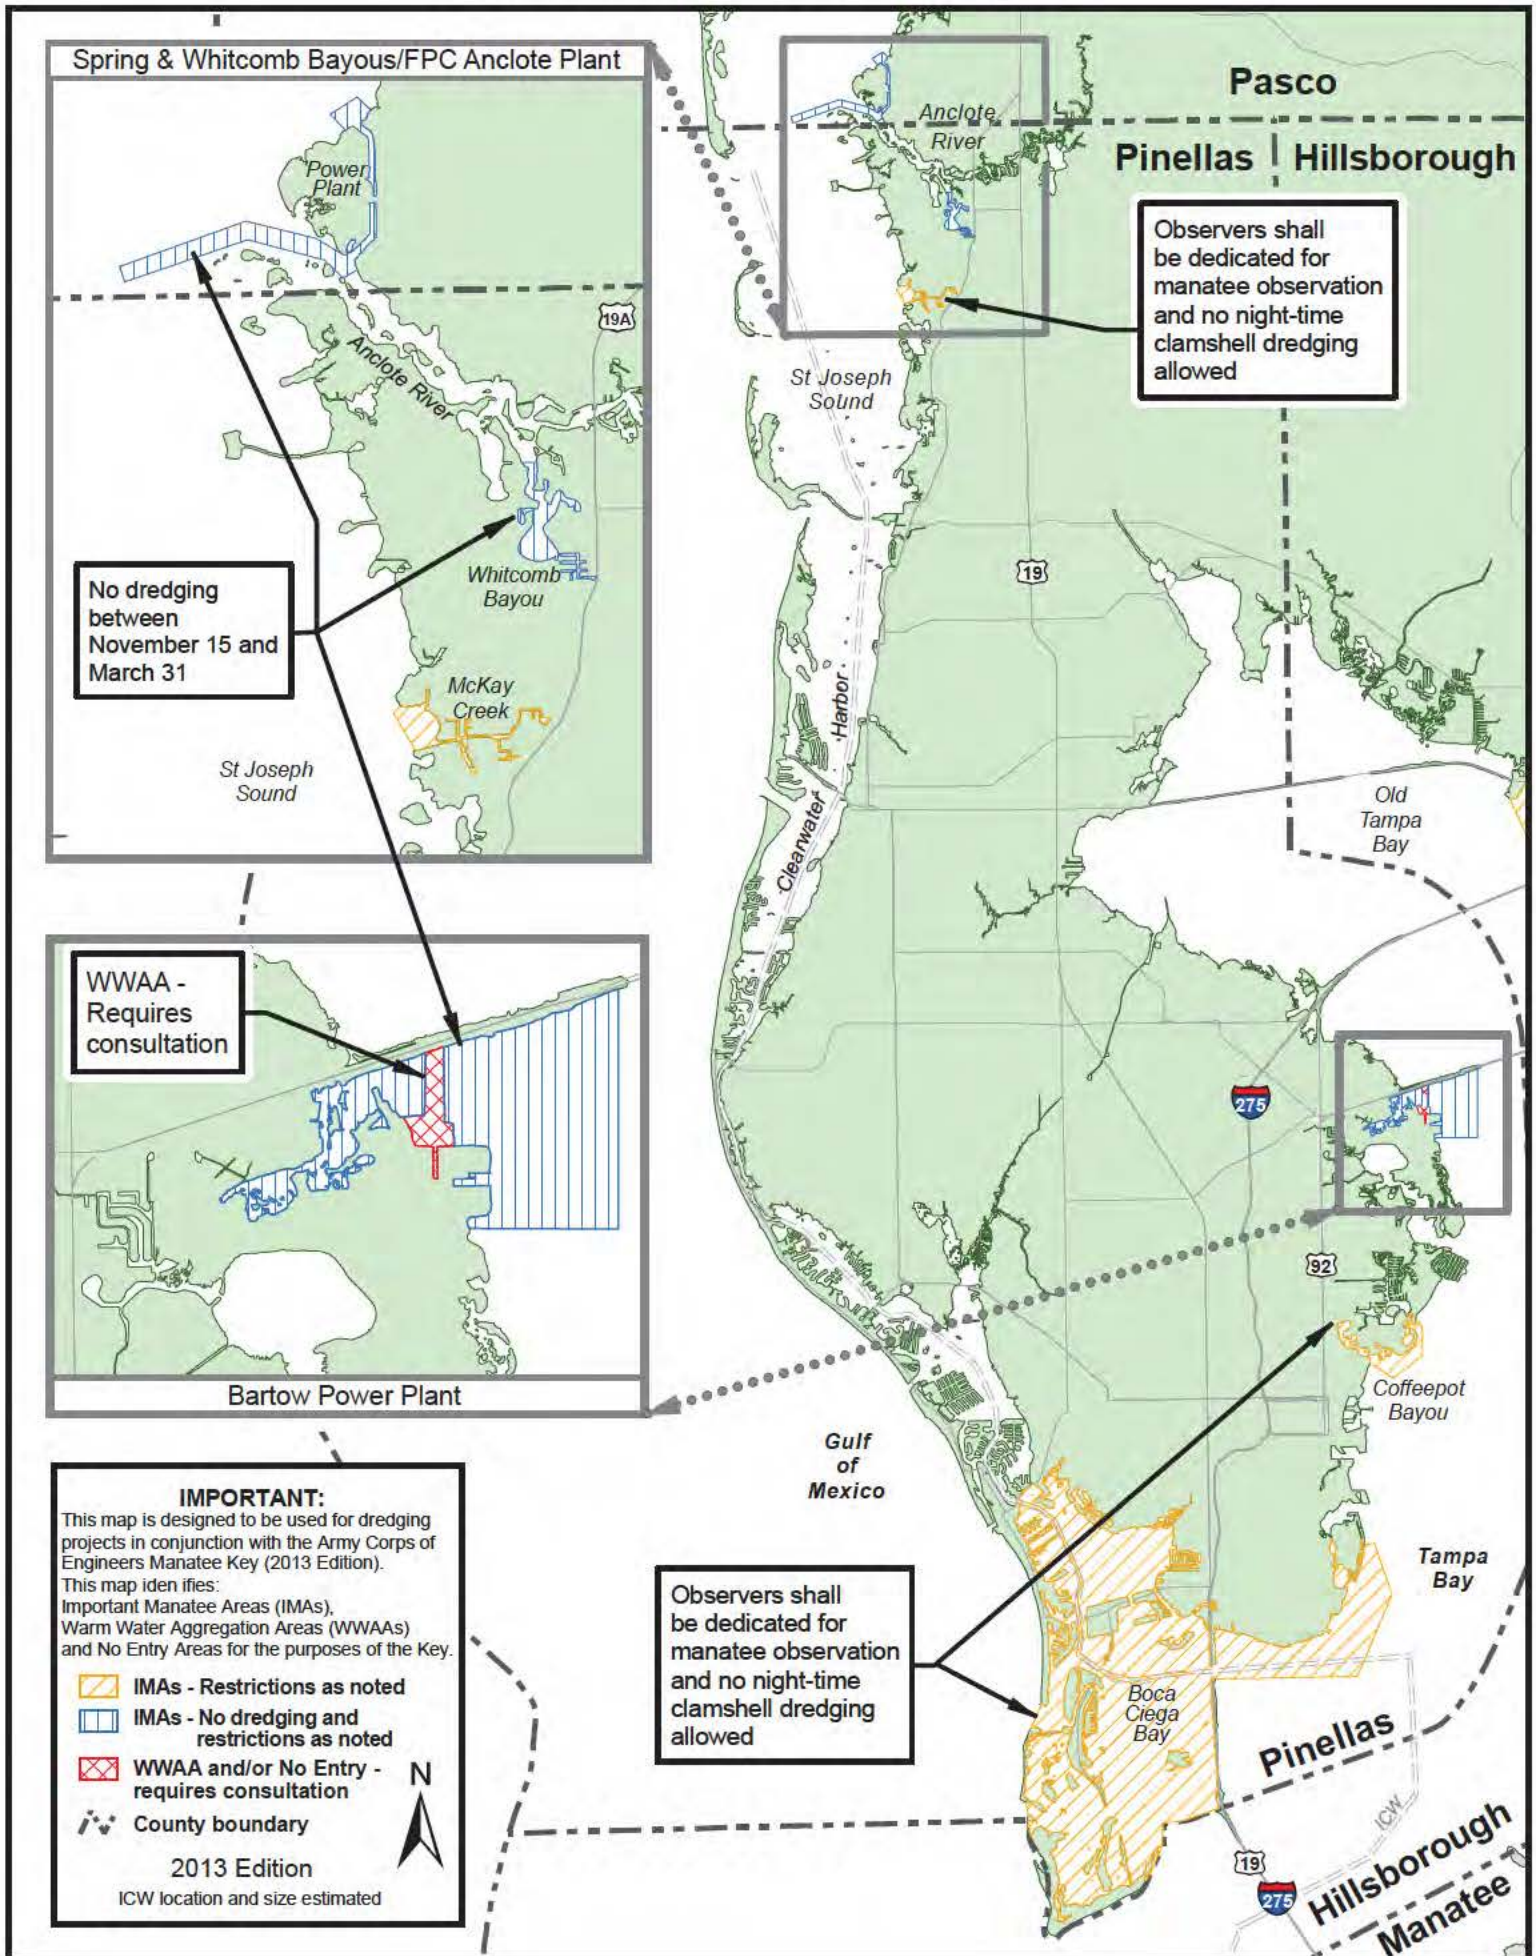 Spring & Whitcomb Bayous/FPC Anclote Plant
Power
Plant
19A
Anclote River
No dredging
between
November 15 and
March 31
Whitcomb
Bayou
McKay
Creek
St Joseph
Sound
WWAA -
Requires
consultation
Bartow Power Plant
IMPORTANT:
This map is designed to be used for dredging
projects in conjunction with the Army Corps of
Engineers Manatee Key (2013 Edition).
This map iden ifies:
Important Manatee Areas (IMAs),
Warm Water Aggregation Areas (WWAAs)
and No Entry Areas for the purposes of the Key.
IMAs - Restrictions as noted
IMAs - No dredging and
restrictions as noted
WWAA and/or No Entry -
requires consultation
County boundary
N
2013 Edition
ICW location and size estimated
Pasco
Anclote
River
Pinellas
Hillsborough
Observers shall
be dedicated for
manatee observation
and no night-time
clamshell dredging
allowed
St Joseph
Sound
19
Clearwater Harbor
Old
Tampa
Bay
275
92
Coffeepot
Bayou
Gulf
of
Mexico
Tampa
Bay
Observers shall
be dedicated for
manatee observation
and no night-time
clamshell dredging
allowed
Boca
Ciega
Bay
Pinellas
ICW
19
275
Hillsborough
Manatee